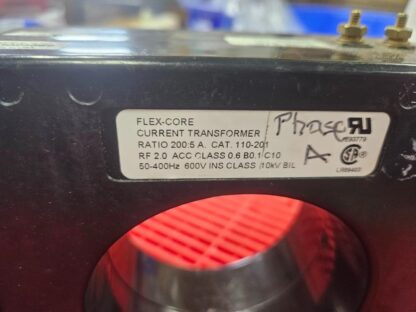 FLEX-CORE
CURRENT TRANSFORMER
RATIO 200:5 A. CAT. 110-201
RF 2.0 ACC CLASS 0.6 B0.1 C10
50-400Hz 600V INS CLASS 10kV BIL
Phase
A
E93779